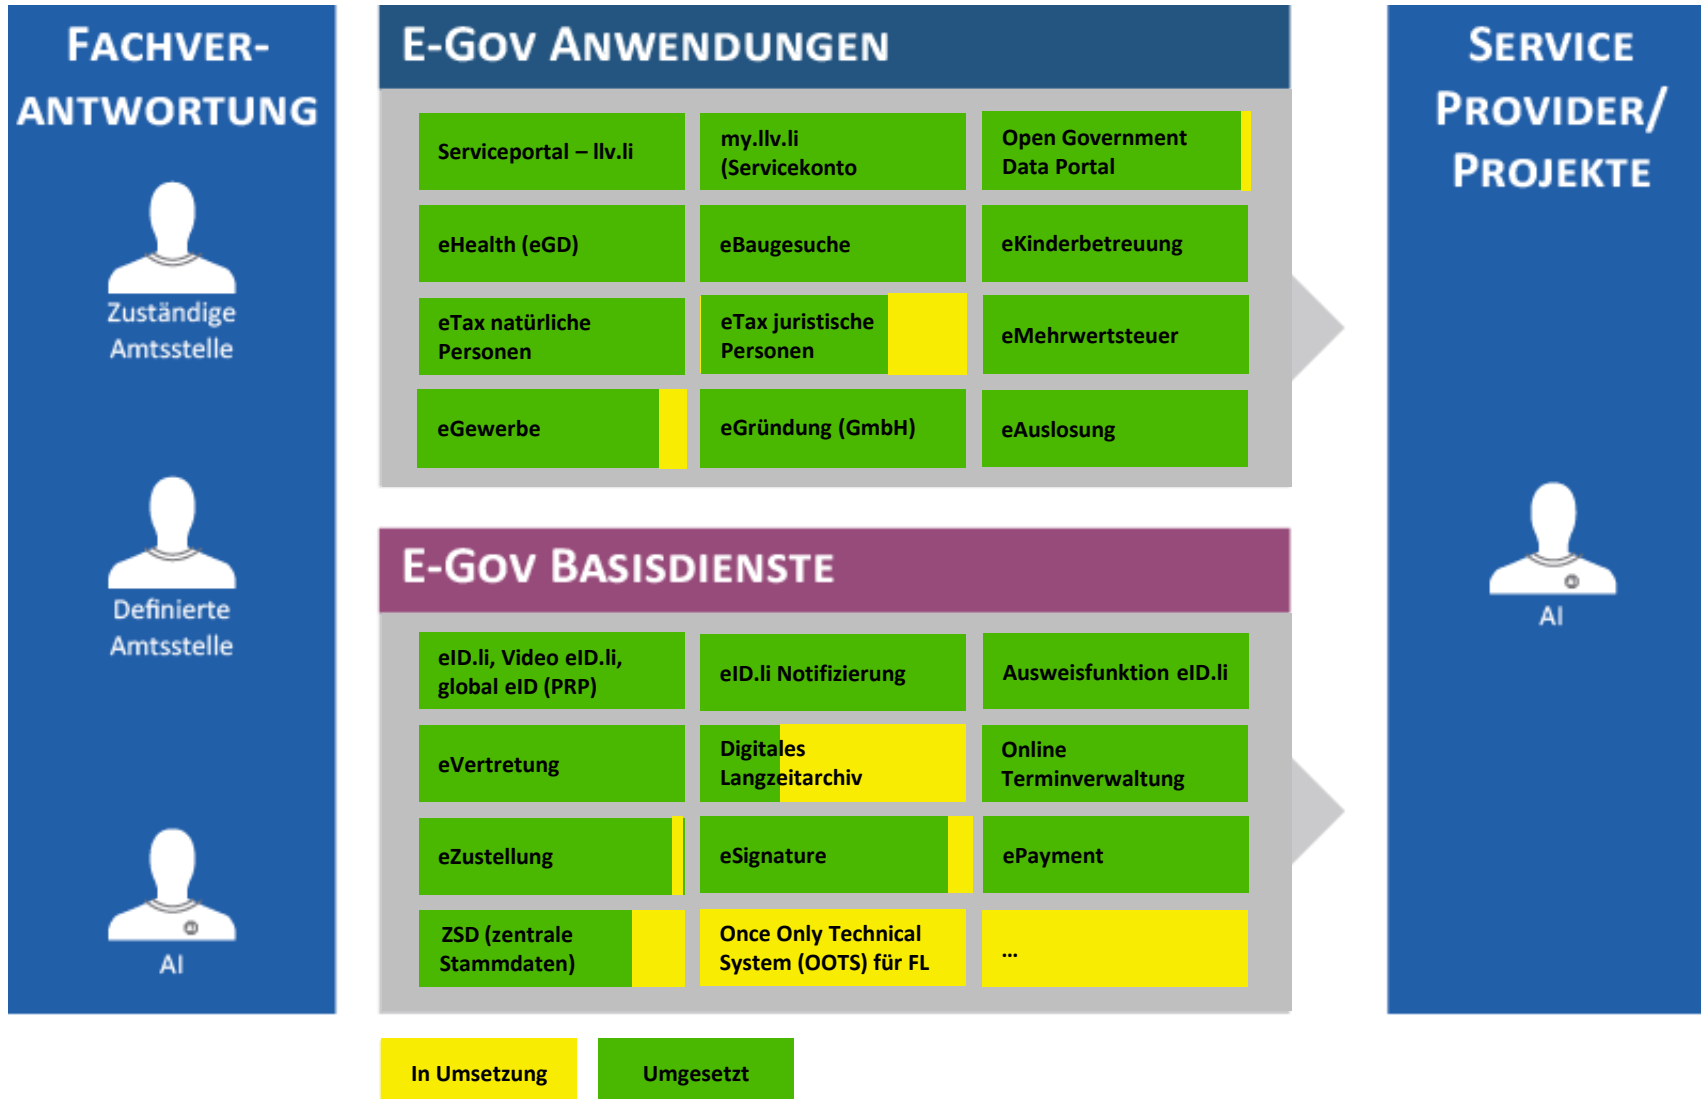 FACHVER-
ANTWORTUNG
Zuständige
Amtsstelle
Definierte
Amtsstelle
AI
E-GOV ANWENDUNGEN
Serviceportal – llv.li
my.llv.li
(Servicekonto
Open Government
Data Portal
eHealth (eGD)
eBaugesuche
eKinderbetreuung
eTax natürliche
Personen
eTax juristische
Personen
eMehrwertsteuer
eGewerbe
eGründung (GmbH)
eAuslosung
E-GOV BASISDIENSTE
eID.li, Video eID.li,
global eID (PRP)
eID.li Notifizierung
Ausweisfunktion eID.li
eVertretung
Digitales
Langzeitarchiv
Online
Terminverwaltung
eZustellung
eSignature
ePayment
ZSD (zentrale
Stammdaten)
Once Only Technical
System (OOTS) für FL
...
In Umsetzung
Umgesetzt
SERVICE
PROVIDER/
PROJEKTE
AI